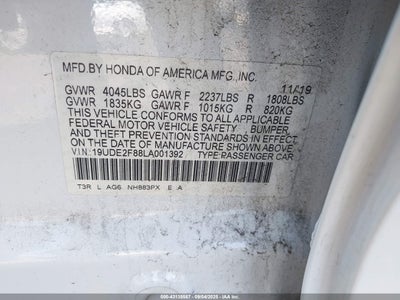 MFD.BY HONDA OF AMERICA MFG.,INC. 11/19
GVWR 4045LBS GAWR F 2237LBS R 1808LBS
GVWR 1835KG GAWR F 1015KG R 820KG
THIS VEHICLE CONFORMS TO ALL APPLICABLE
FEDERAL MOTOR VEHICLE SAFETY BUMPER,
AND THEFT PREVENTION STANDARDS IN EFFECT
ON THE DATE OF MANUFACTURE SHOWN ABOVE.
VIN: 19UDE2F88LA001392 TYPE:PASSENGER CAR
T3R L AG6 NH883PX E A